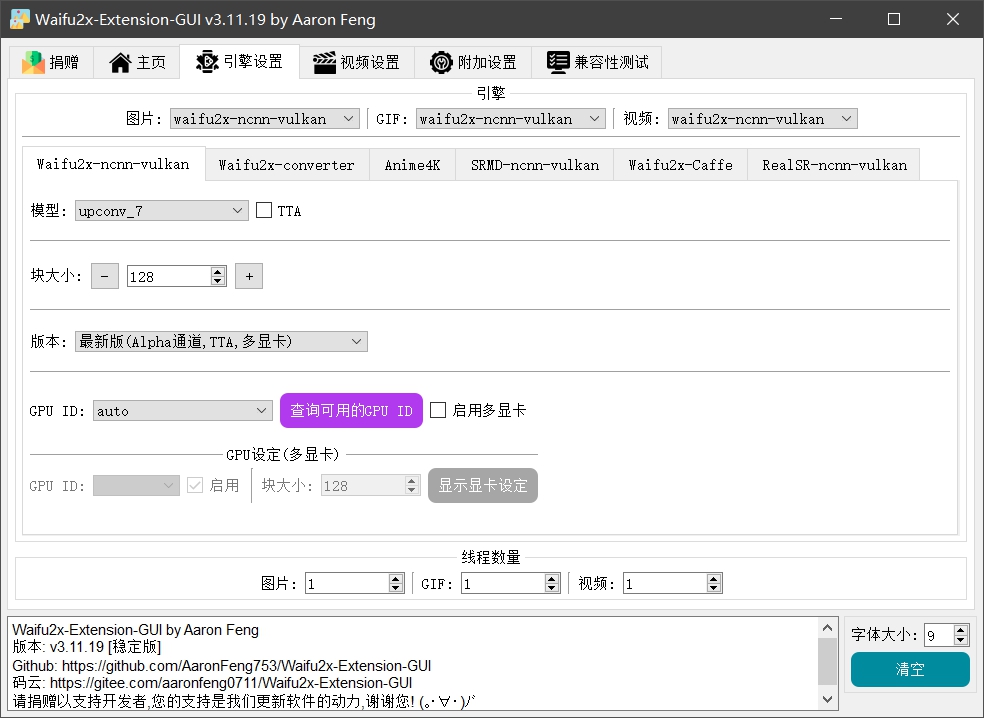 Waifu2x-Extension-GUI v3.11.19 by Aaron Feng
捐赠 主页 引擎设置 视频设置 附加设置 兼容性测试
引擎
图片: waifu2x-ncnn-vulkan GIF: waifu2x-ncnn-vulkan 视频: waifu2x-ncnn-vulkan
Waifu2x-ncnn-vulkan Waifu2x-converter Anime4K SRMD-ncnn-vulkan Waifu2x-Caffe RealSR-ncnn-vulkan
模型: upconv_7 TTA
块大小: - 128 +
版本: 最新版(Alpha通道,TTA,多显卡)
GPU ID: auto 查询可用的GPU ID 启用多显卡
GPU设定(多显卡)
GPU ID: 启用 块大小: 128 显示显卡设定
线程数量
图片: 1 GIF: 1 视频: 1
Waifu2x-Extension-GUI by Aaron Feng
版本: v3.11.19 [稳定版]
Github: https://github.com/AaronFeng753/Waifu2x-Extension-GUI
码云: https://gitee.com/aaronfeng0711/Waifu2x-Extension-GUI
请捐赠以支持开发者,您的支持是我们更新软件的动力,谢谢您! (｡･∀･)ﾉﾞ
字体大小: 9
清空